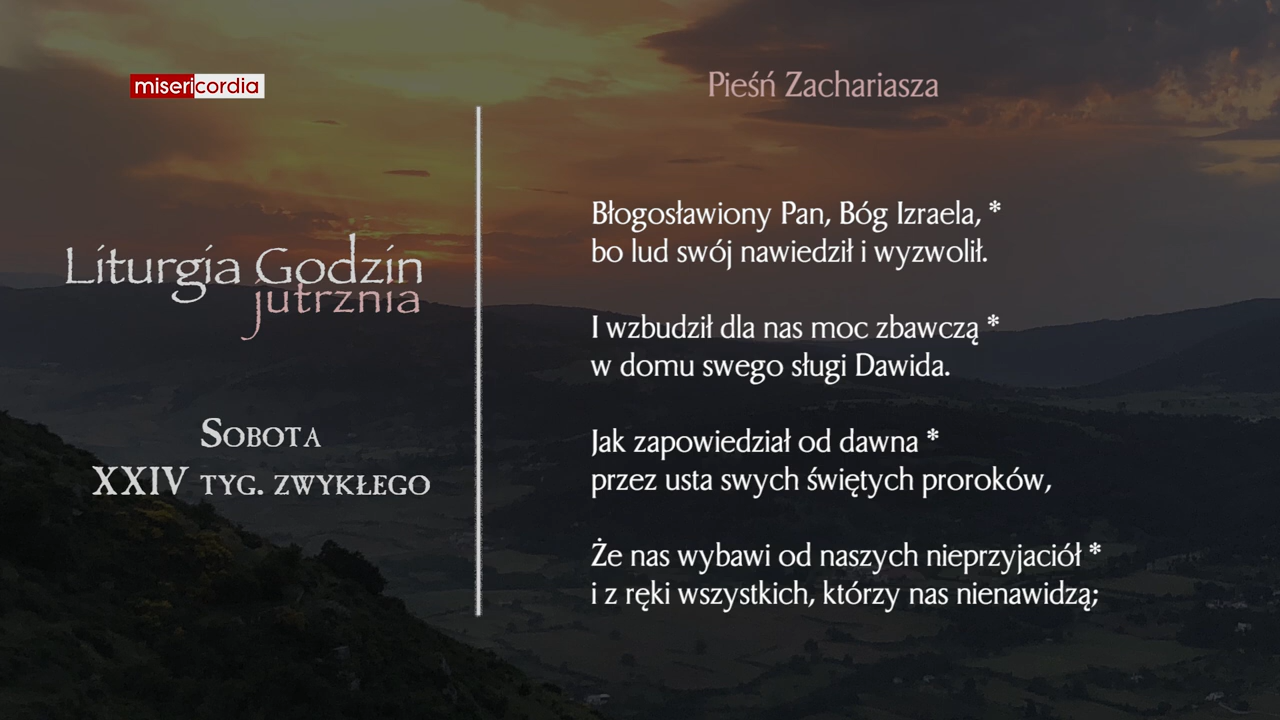 misericordia
Liturgia Godzin
jutrznia
Sobota
XXIV tyg. zwykłego
Pieśń Zachariasza
Błogosławiony Pan, Bóg Izraela, *
bo lud swój nawiedził i wyzwolił.
I wzbudził dla nas moc zbawczą *
w domu swego sługi Dawida.
Jak zapowiedział od dawna *
przez usta swych świętych proroków,
Że nas wybawi od naszych nieprzyjaciół *
i z ręki wszystkich, którzy nas nienawidzą;